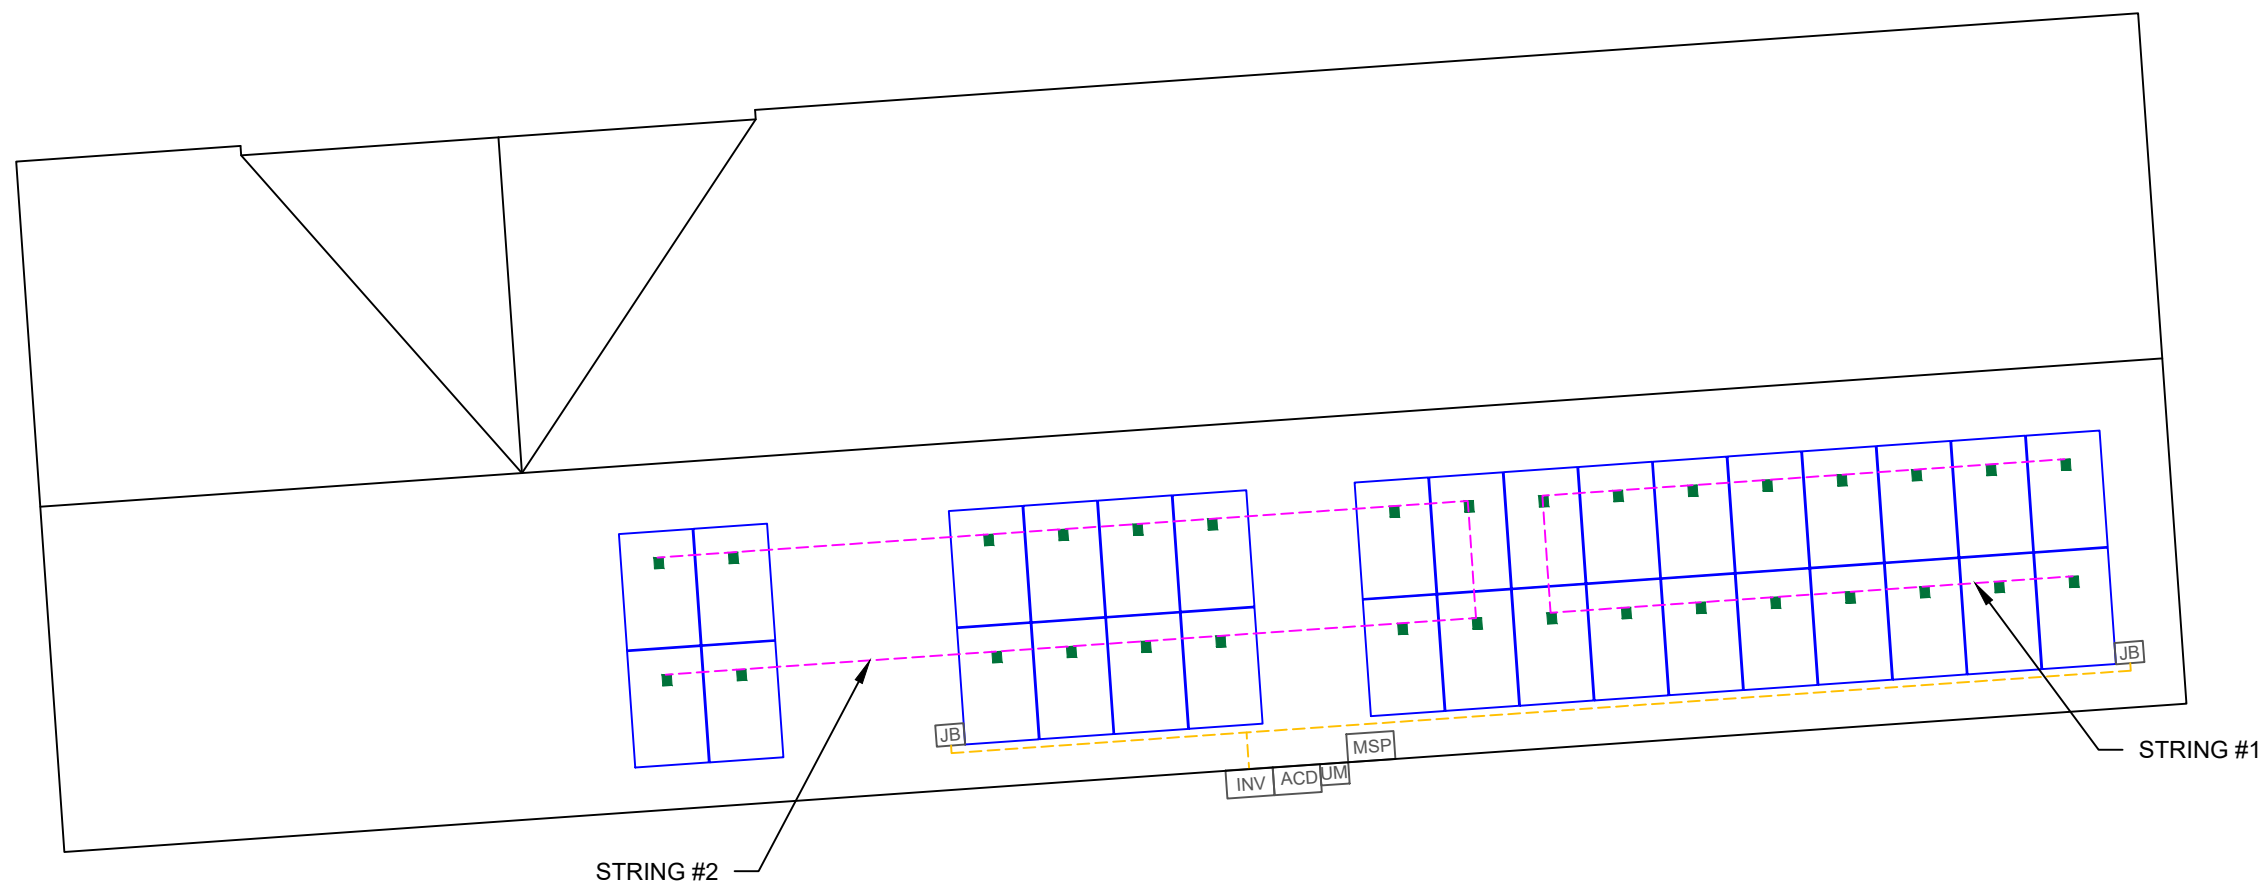 JB
JB
MSP
INV
ACD
UM
STRING #1
STRING #2